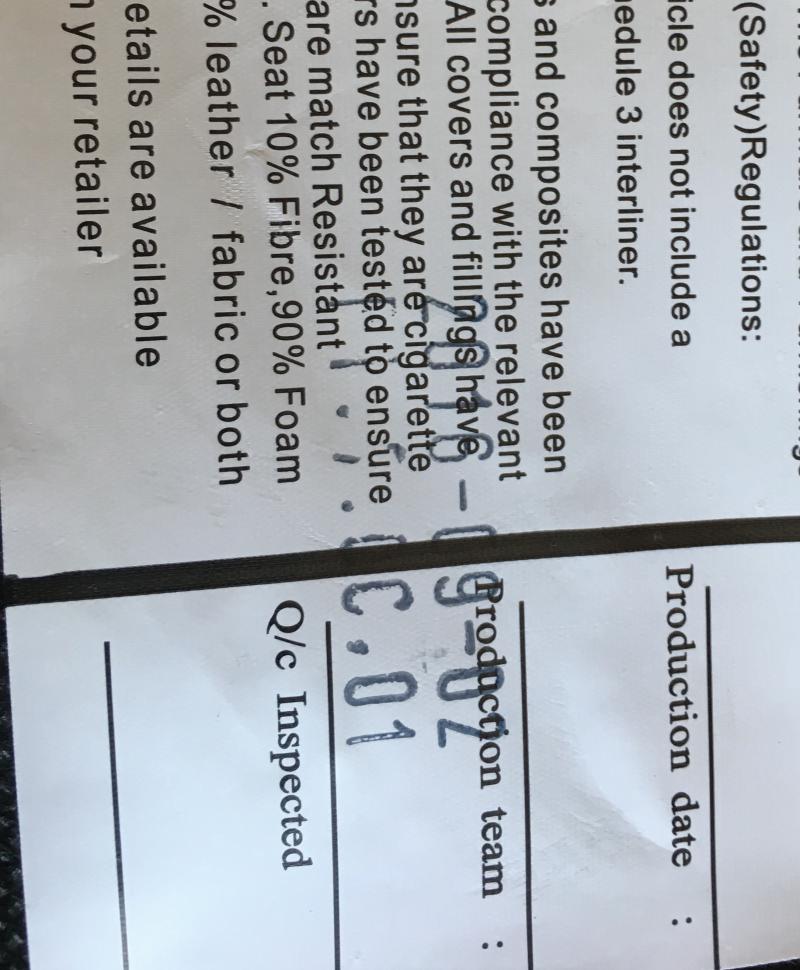 (Safety)Regulations:
icle does not include a
edule 3 interliner.
s and composites have been
compliance with the relevant
All covers and fillings have
nsure that they are cigarette
rs have been tested to ensure
are match Resistant
. Seat 10% Fibre,90% Foam
% leather / fabric or both
etails are available
your retailer
2016-09-02
C.01
Production date :
Production team :
Q/c Inspected